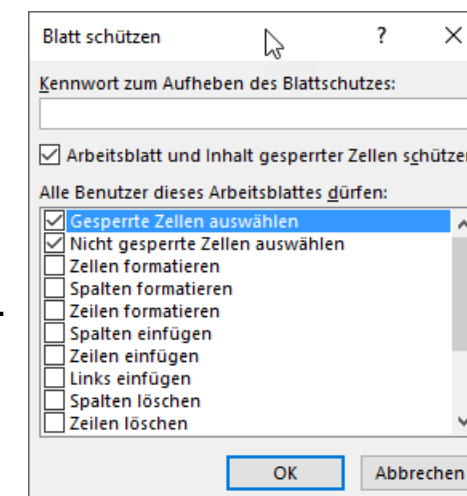 Blatt schützen ?
Kennwort zum Aufheben des Blattschutzes:
Arbeitsblatt und Inhalt gesperrter Zellen schützen
Alle Benutzer dieses Arbeitsblattes dürfen:
Gesperrte Zellen auswählen
Nicht gesperrte Zellen auswählen
Zellen formatieren
Spalten formatieren
Zeilen formatieren
Spalten einfügen
Zeilen einfügen
Links einfügen
Spalten löschen
Zeilen löschen
OK Abbrechen